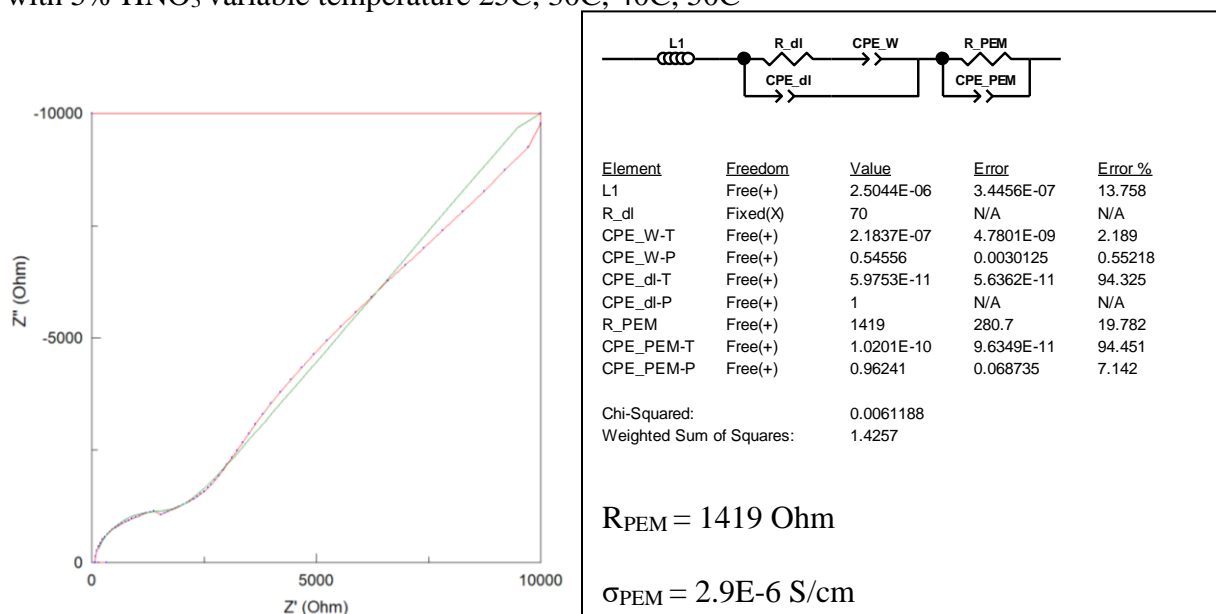 with 5% HNO₃ variable temperature 25C, 30C, 40C, 50C
L1 R_dl CPE_W R_PEM
CPE_dl CPE_PEM
Element Freedom Value Error Error %
L1 Free(+) 2.5044E-06 3.4456E-07 13.758
R_dl Fixed(X) 70 N/A N/A
CPE_W-T Free(+) 2.1837E-07 4.7801E-09 2.189
CPE_W-P Free(+) 0.54556 0.0030125 0.55218
CPE_dl-T Free(+) 5.9753E-11 5.6362E-11 94.325
CPE_dl-P Free(+) 1 N/A N/A
R_PEM Free(+) 1419 280.7 19.782
CPE_PEM-T Free(+) 1.0201E-10 9.6349E-11 94.451
CPE_PEM-P Free(+) 0.96241 0.068735 7.142
Chi-Squared: 0.0061188
Weighted Sum of Squares: 1.4257
R_PEM = 1419 Ohm
σ_PEM = 2.9E-6 S/cm
-10000
-5000
0
Z'' (Ohm)
0 5000 10000
Z' (Ohm)